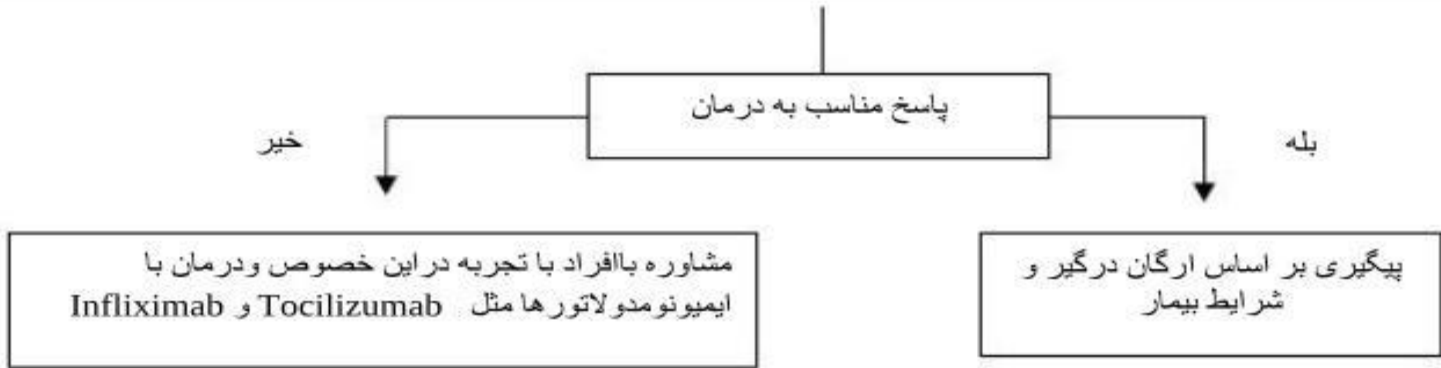 پاسخ مناسب به درمان
بله
خیر
پیگیری بر اساس ارگان درگیر و
شرایط بیمار
مشاوره باافراد با تجربه دراین خصوص ودرمان با
ایمیونومدولاتورها مثل Tocilizumab و Infliximab